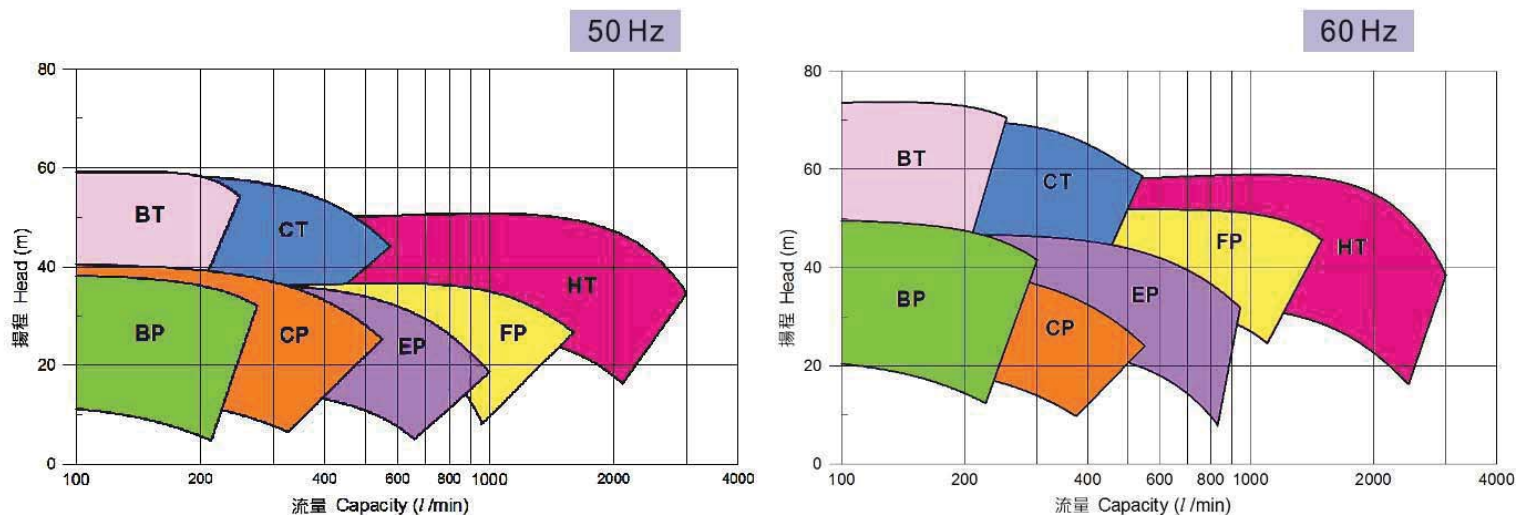 50 Hz
80
60
40
20
0
揚程 Head (m)
BT
CT
HT
BP
CP
EP
FP
100 200 400 600 800 1000 2000 4000
流量 Capacity (l /min)
60 Hz
80
60
40
20
0
揚程 Head (m)
BT
CT
FP
HT
BP
EP
CP
100 200 400 600 800 1000 2000 4000
流量 Capacity (l /min)